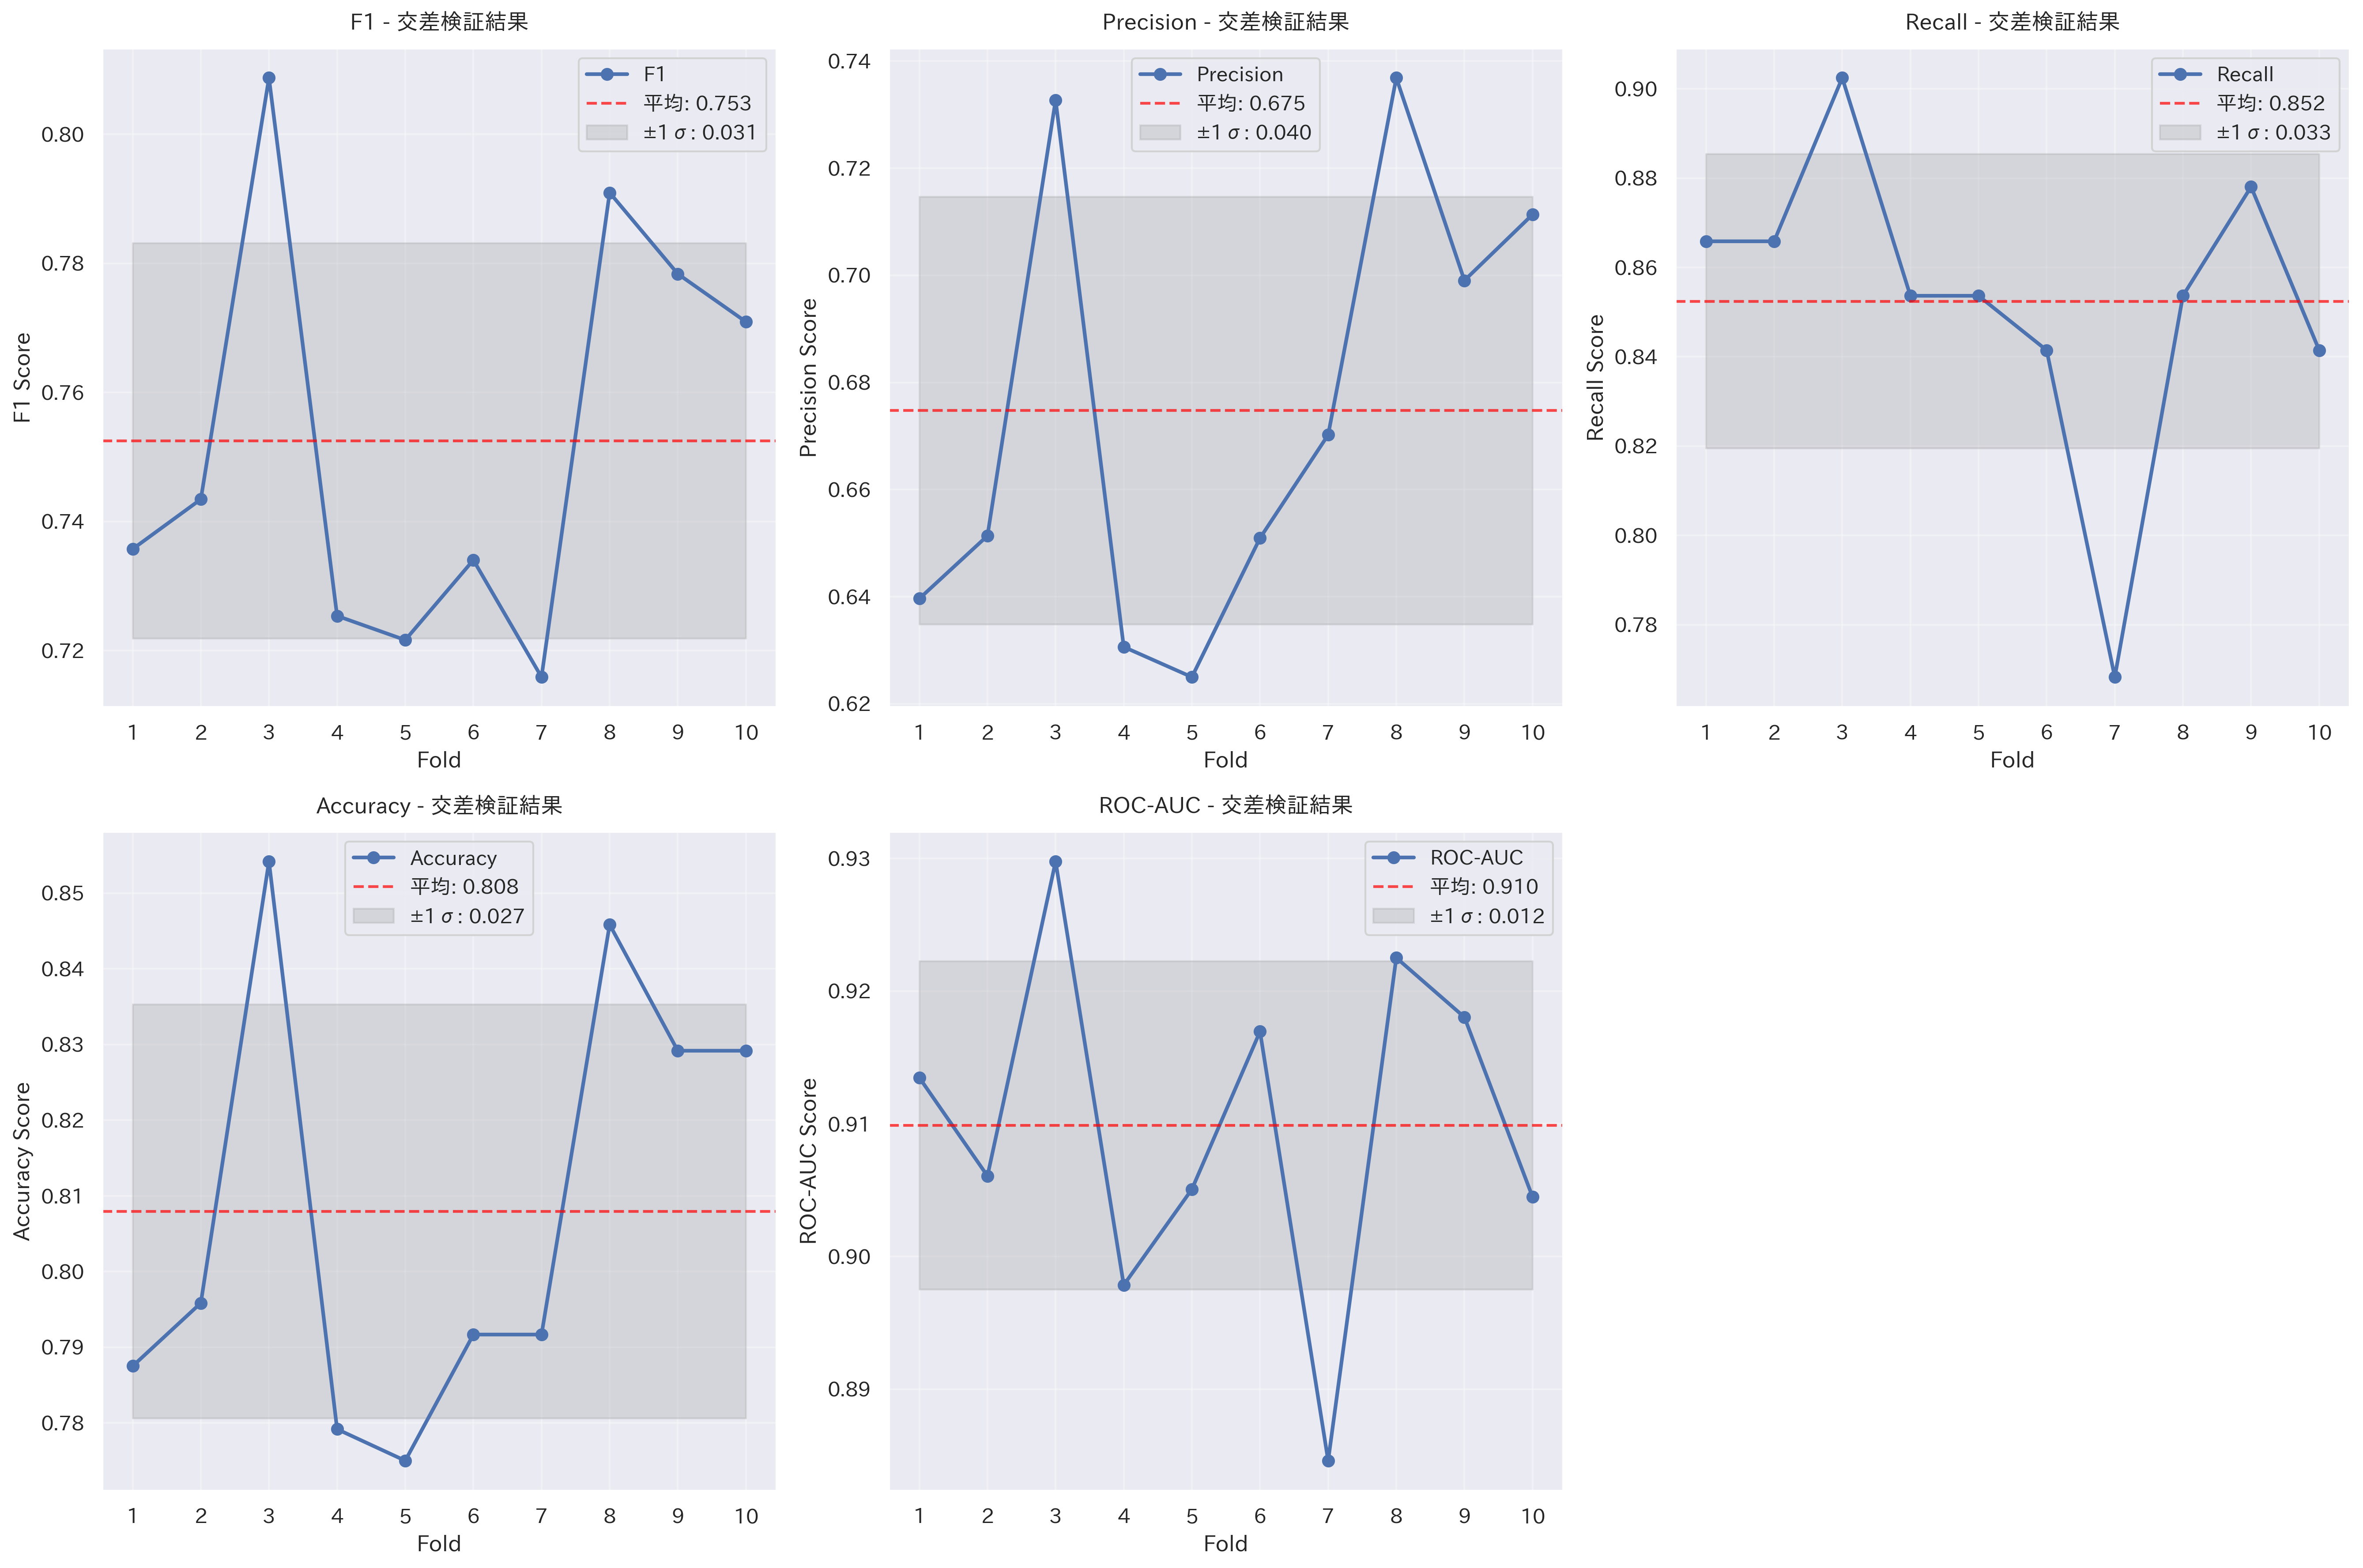 F1 - 交差検証結果
F1
平均: 0.753
±1σ: 0.031
F1 Score
0.80
0.78
0.76
0.74
0.72
1 2 3 4 5 6 7 8 9 10
Fold
Precision - 交差検証結果
Precision
平均: 0.675
±1σ: 0.040
Precision Score
0.74
0.72
0.70
0.68
0.66
0.64
0.62
1 2 3 4 5 6 7 8 9 10
Fold
Recall - 交差検証結果
Recall
平均: 0.852
±1σ: 0.033
Recall Score
0.90
0.88
0.86
0.84
0.82
0.80
0.78
1 2 3 4 5 6 7 8 9 10
Fold
Accuracy - 交差検証結果
Accuracy
平均: 0.808
±1σ: 0.027
Accuracy Score
0.85
0.84
0.83
0.82
0.81
0.80
0.79
0.78
1 2 3 4 5 6 7 8 9 10
Fold
ROC-AUC - 交差検証結果
ROC-AUC
平均: 0.910
±1σ: 0.012
ROC-AUC Score
0.93
0.92
0.91
0.90
0.89
1 2 3 4 5 6 7 8 9 10
Fold